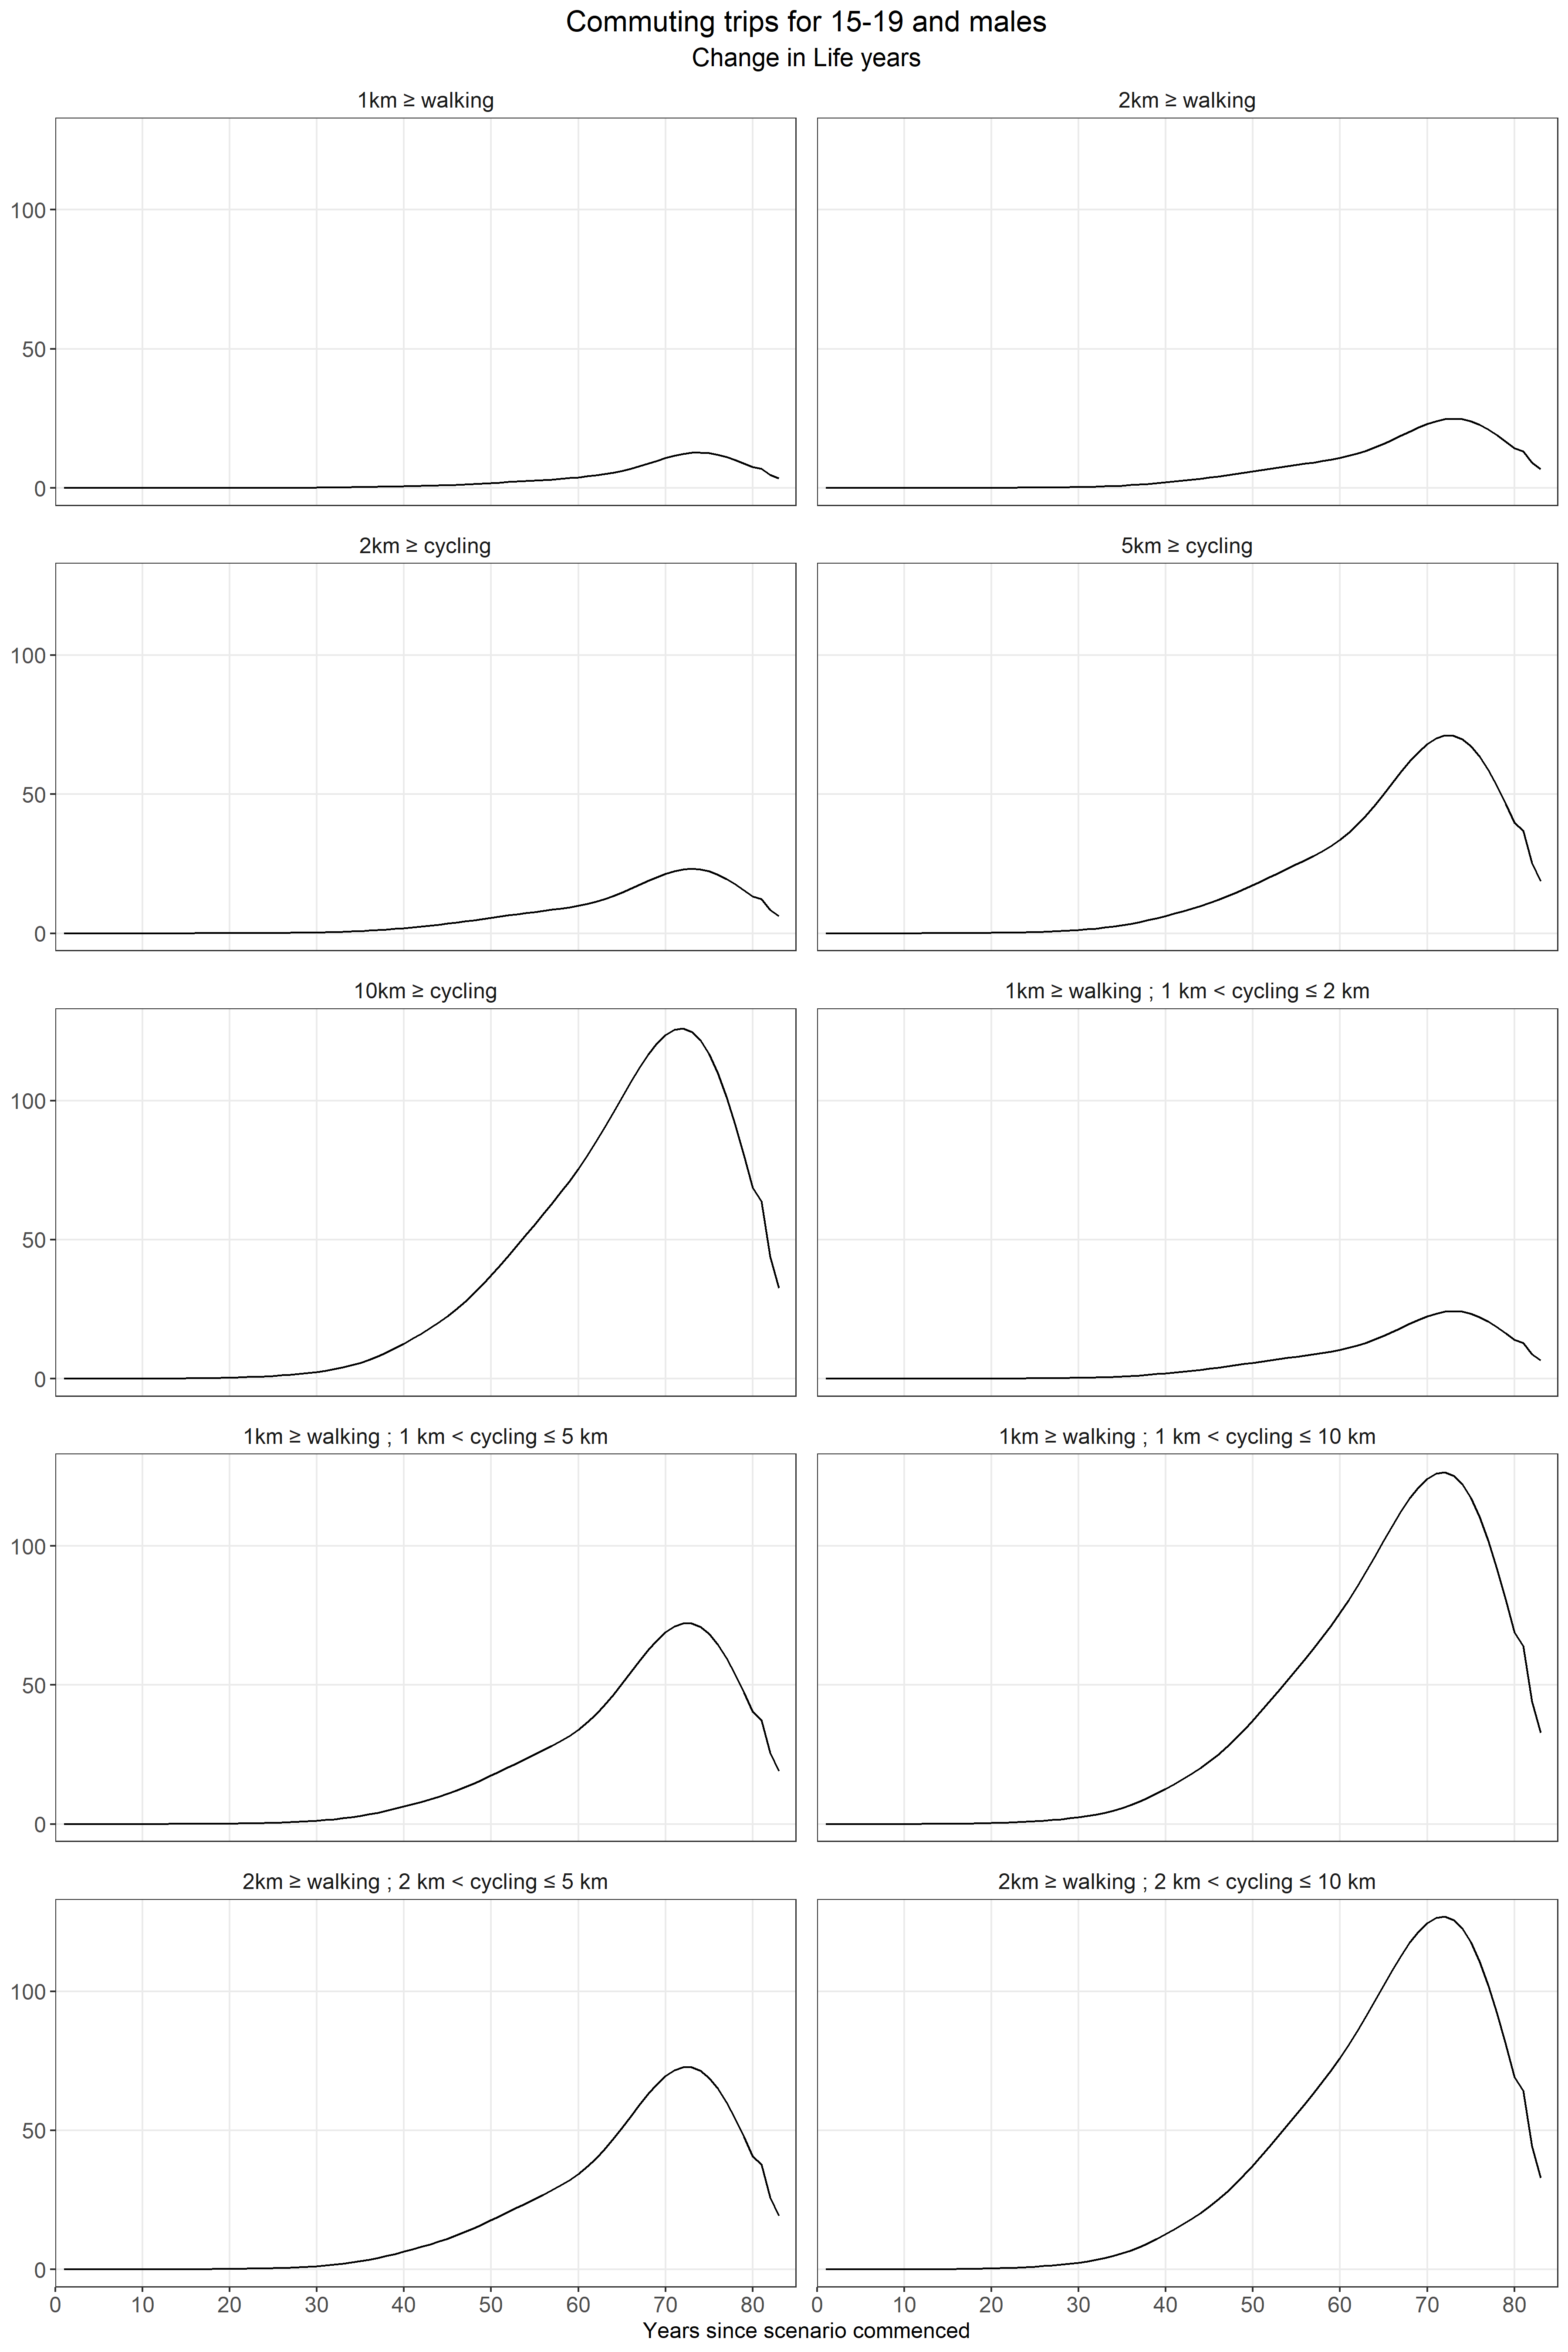 Commuting trips for 15-19 and males
Change in Life years
1km ≥ walking
2km ≥ walking
100
50
0
2km ≥ cycling
5km ≥ cycling
100
50
0
10km ≥ cycling
1km ≥ walking ; 1 km < cycling ≤ 2 km
100
50
0
1km ≥ walking ; 1 km < cycling ≤ 5 km
1km ≥ walking ; 1 km < cycling ≤ 10 km
100
50
0
2km ≥ walking ; 2 km < cycling ≤ 5 km
2km ≥ walking ; 2 km < cycling ≤ 10 km
100
50
0
0 10 20 30 40 50 60 70 80
0 10 20 30 40 50 60 70 80
Years since scenario commenced